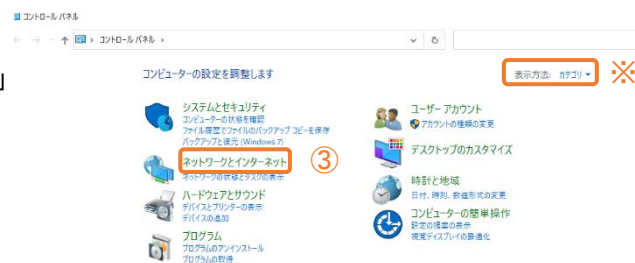 コントロール パネル
コントロール パネル
」
コンピューターの設定を調整します
表示方法: カテゴリ ※
システムとセキュリティ
コンピューターの状態を確認
ファイル履歴でファイルのバックアップ コピーを保存
バックアップと復元 (Windows 7)
ネットワークとインターネット ③
ネットワークの状態とタスクの表示
ハードウェアとサウンド
デバイスとプリンターの表示
デバイスの追加
プログラム
プログラムのアンインストール
プログラムの取得
ユーザー アカウント
アカウントの種類の変更
デスクトップのカスタマイズ
時計と地域
日付、時刻、数値形式の変更
コンピューターの簡単操作
設定の提案の表示
視覚ディスプレイの最適化